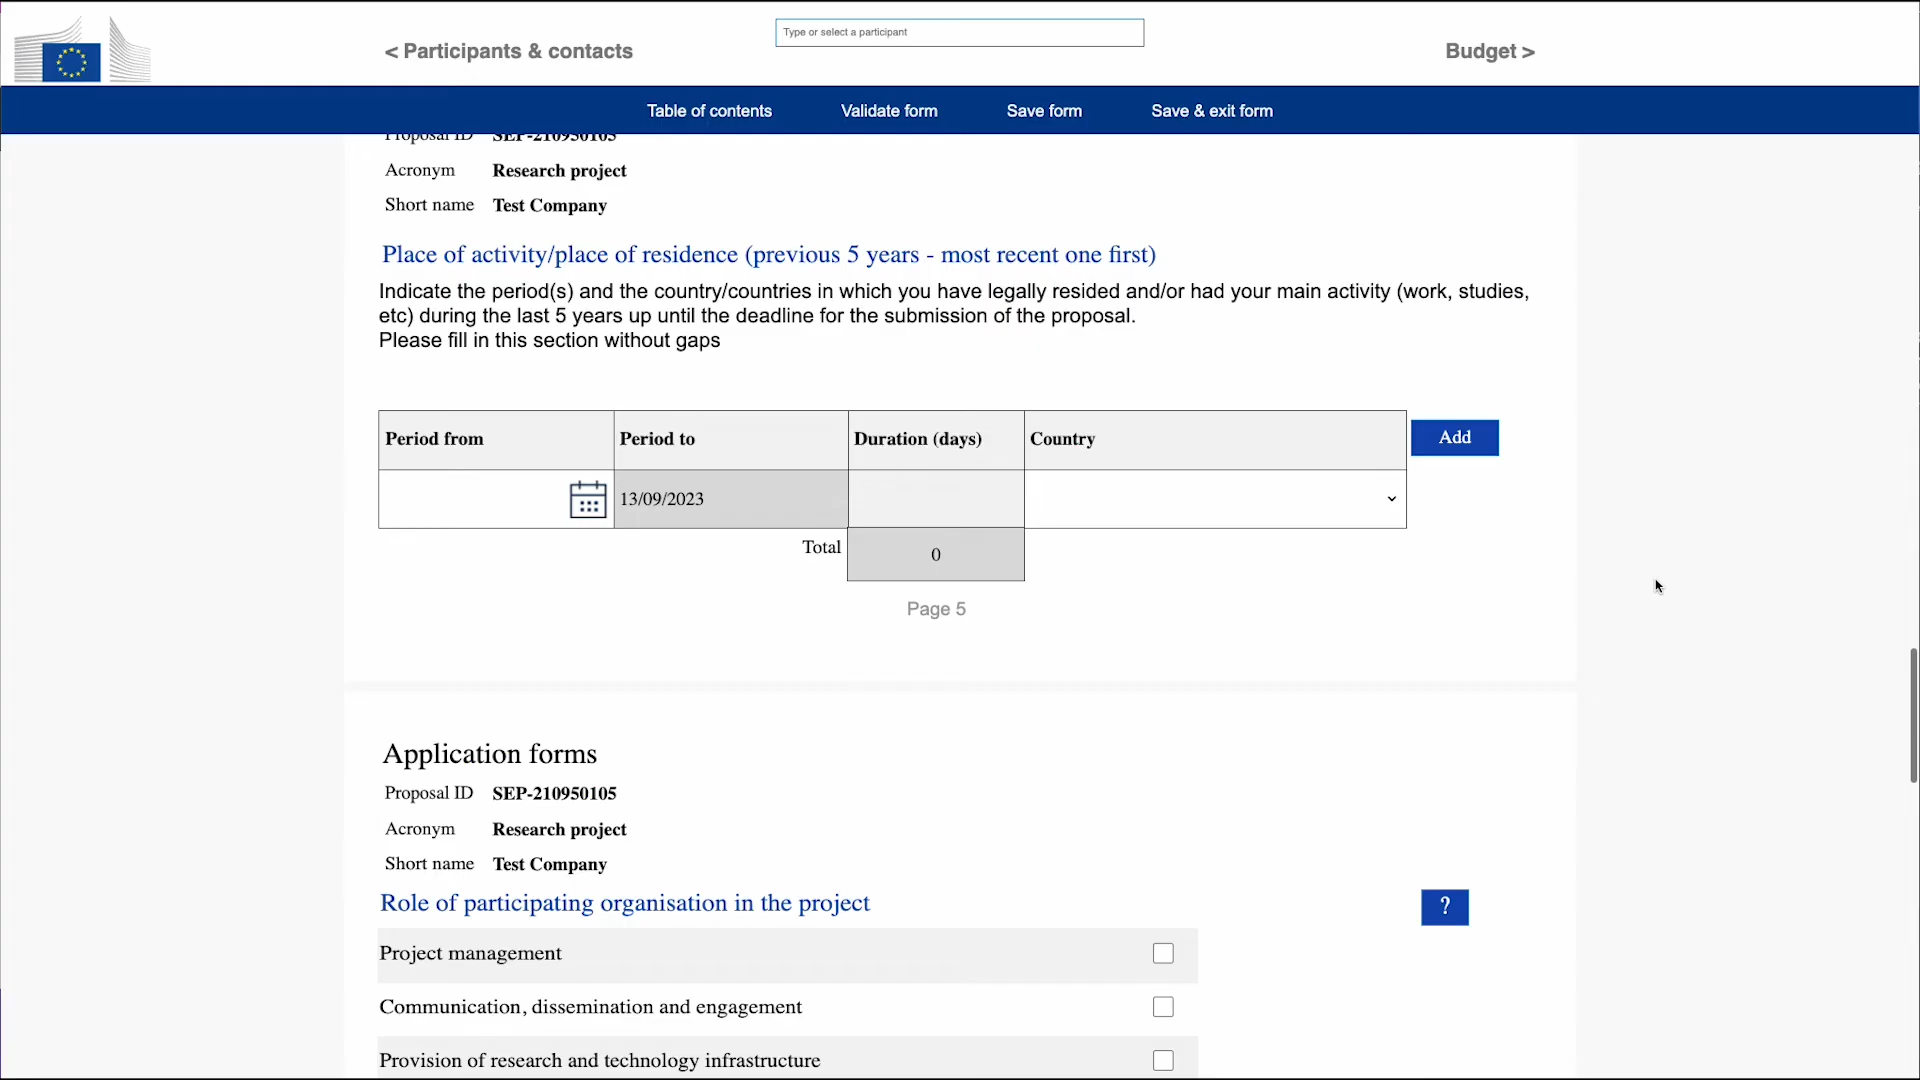 < Participants & contacts
Type or select a participant
Budget >
Table of contents
Validate form
Save form
Save & exit form
Proposal ID SEP-210950105
Acronym Research project
Short name Test Company
Place of activity/place of residence (previous 5 years - most recent one first)
Indicate the period(s) and the country/countries in which you have legally resided and/or had your main activity (work, studies,
etc) during the last 5 years up until the deadline for the submission of the proposal.
Please fill in this section without gaps
Period from
Period to
Duration (days)
Country
Add
13/09/2023
Total
0
Page 5
Application forms
Proposal ID SEP-210950105
Acronym Research project
Short name Test Company
Role of participating organisation in the project
?
Project management
Communication, dissemination and engagement
Provision of research and technology infrastructure